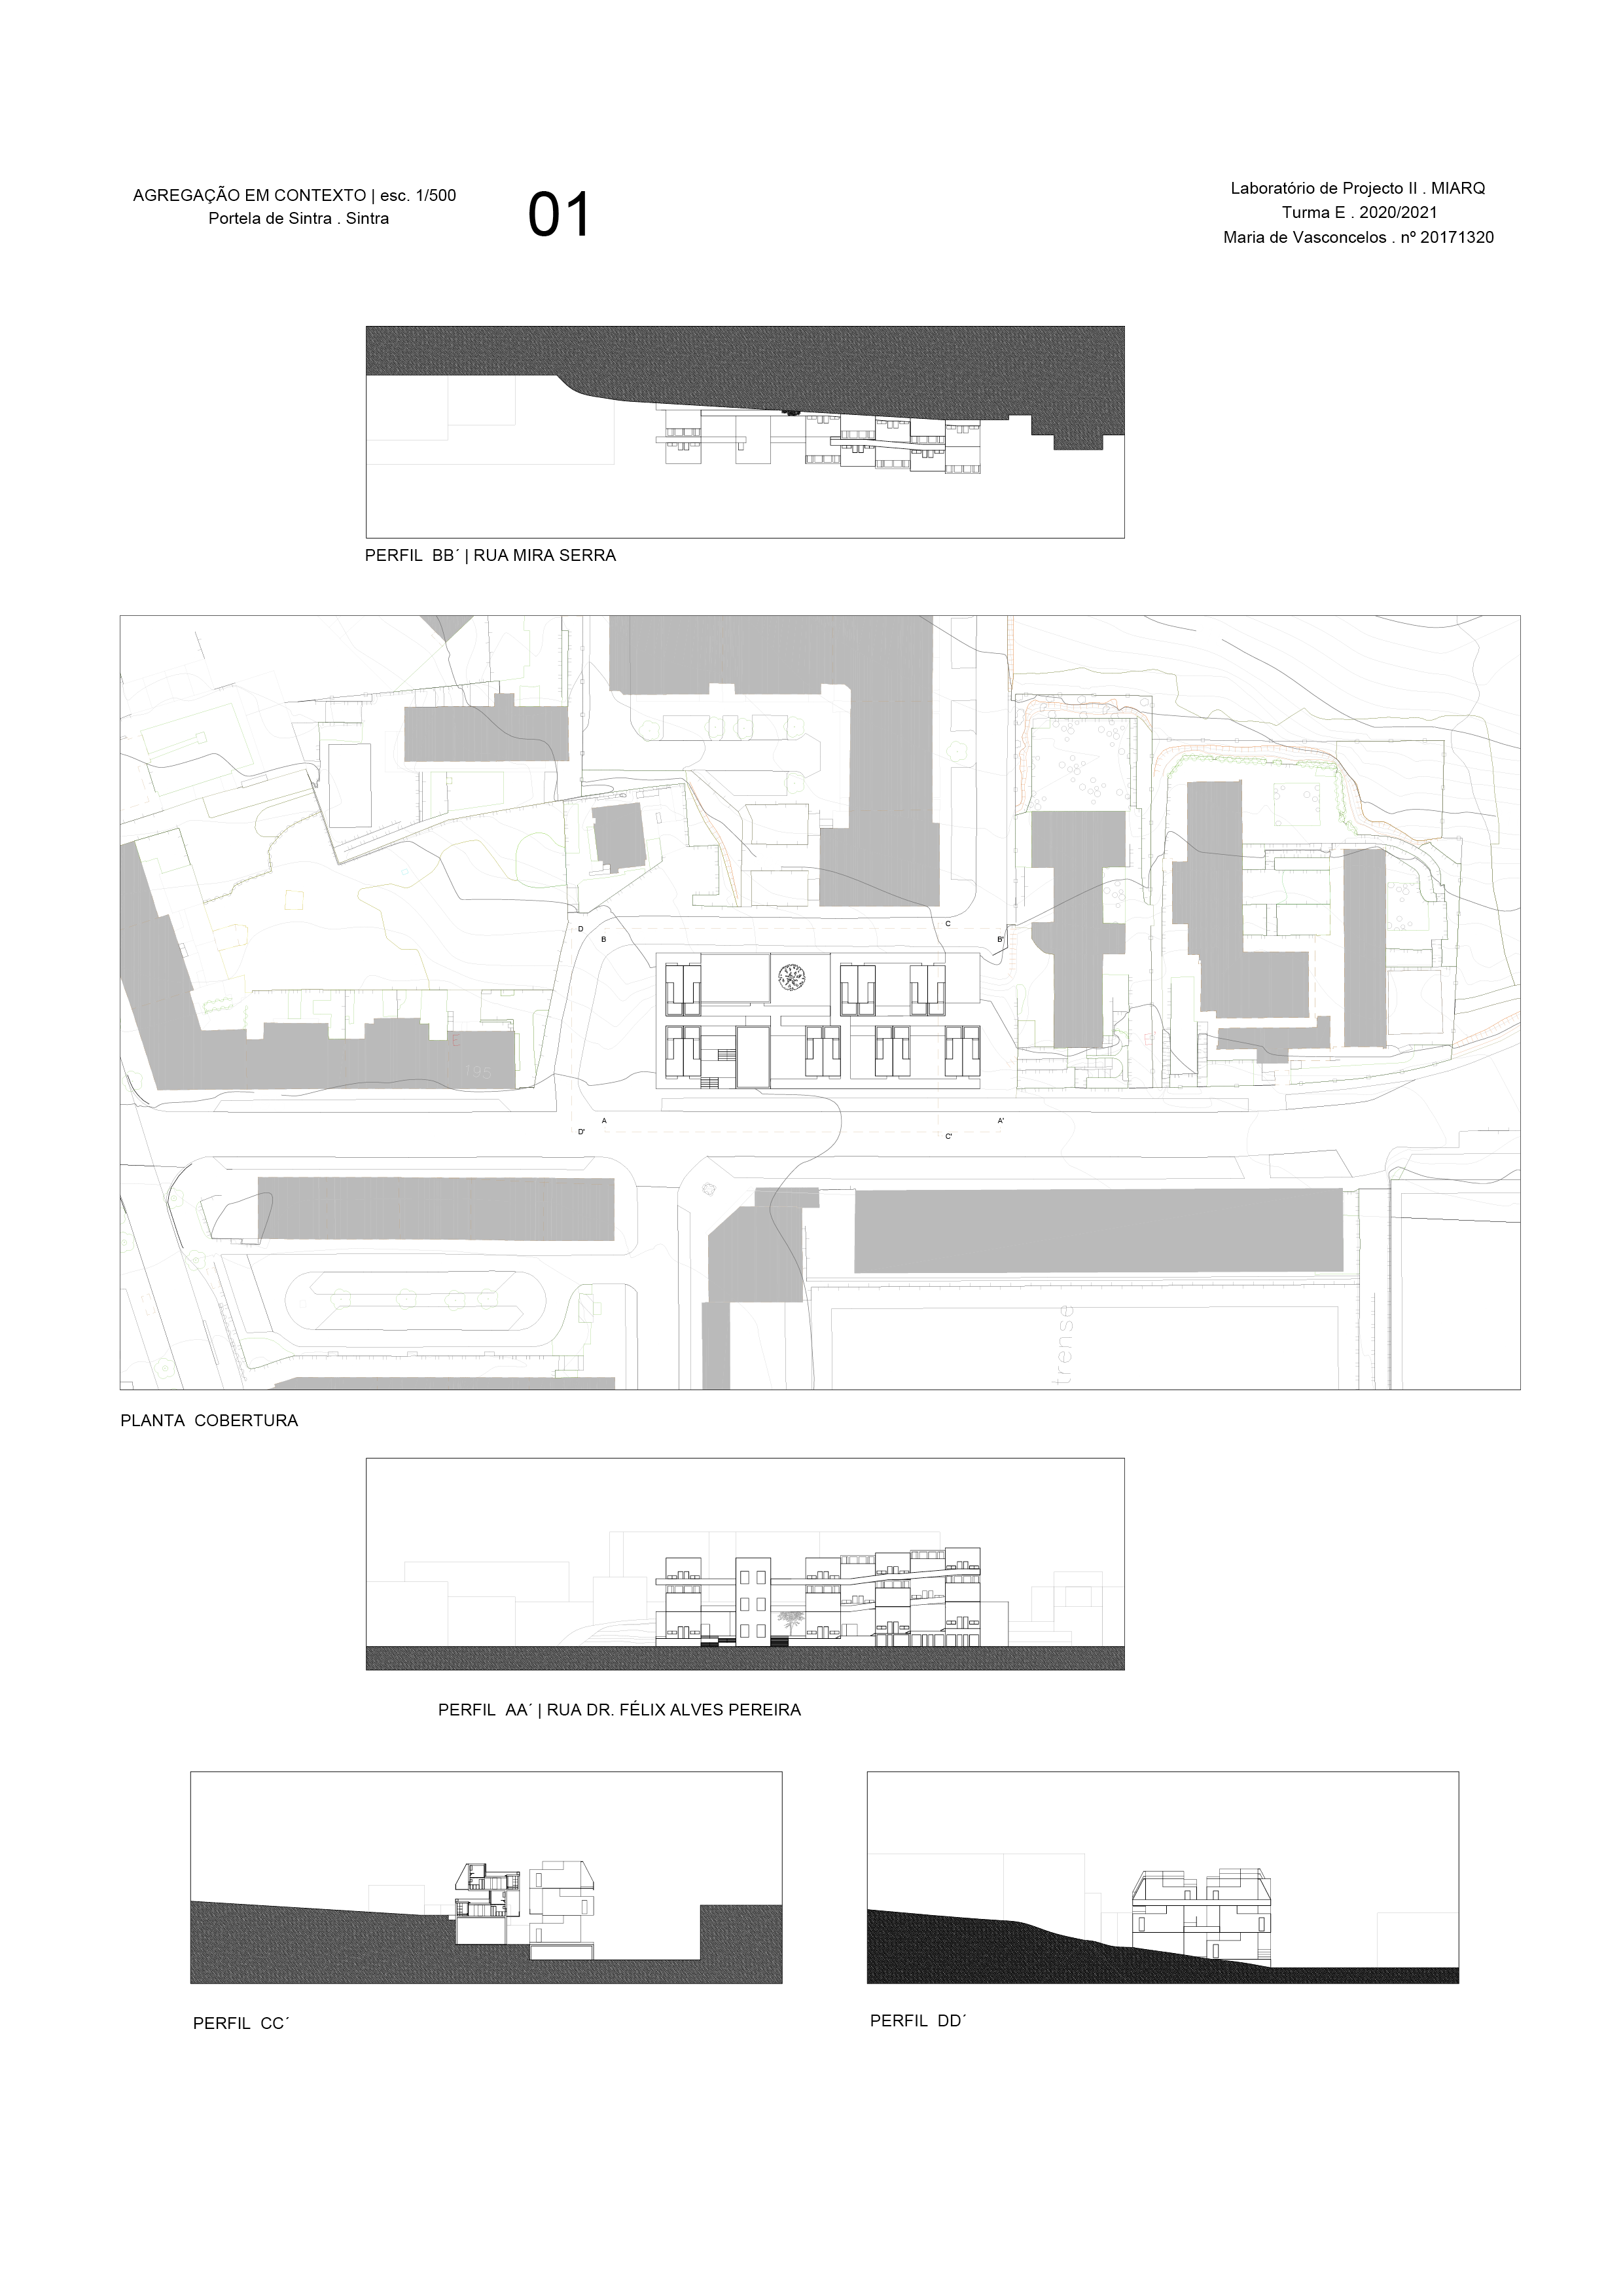 AGREGAÇÃO EM CONTEXTO | esc. 1/500
Portela de Sintra . Sintra
01
Laboratório de Projecto II . MIARQ
Turma E . 2020/2021
Maria de Vasconcelos . nº 20171320
PERFIL BB´ | RUA MIRA SERRA
D
B
C
B'
195
A
A'
D'
C'
trense
PLANTA COBERTURA
PERFIL AA´ | RUA DR. FÉLIX ALVES PEREIRA
PERFIL CC´
PERFIL DD´